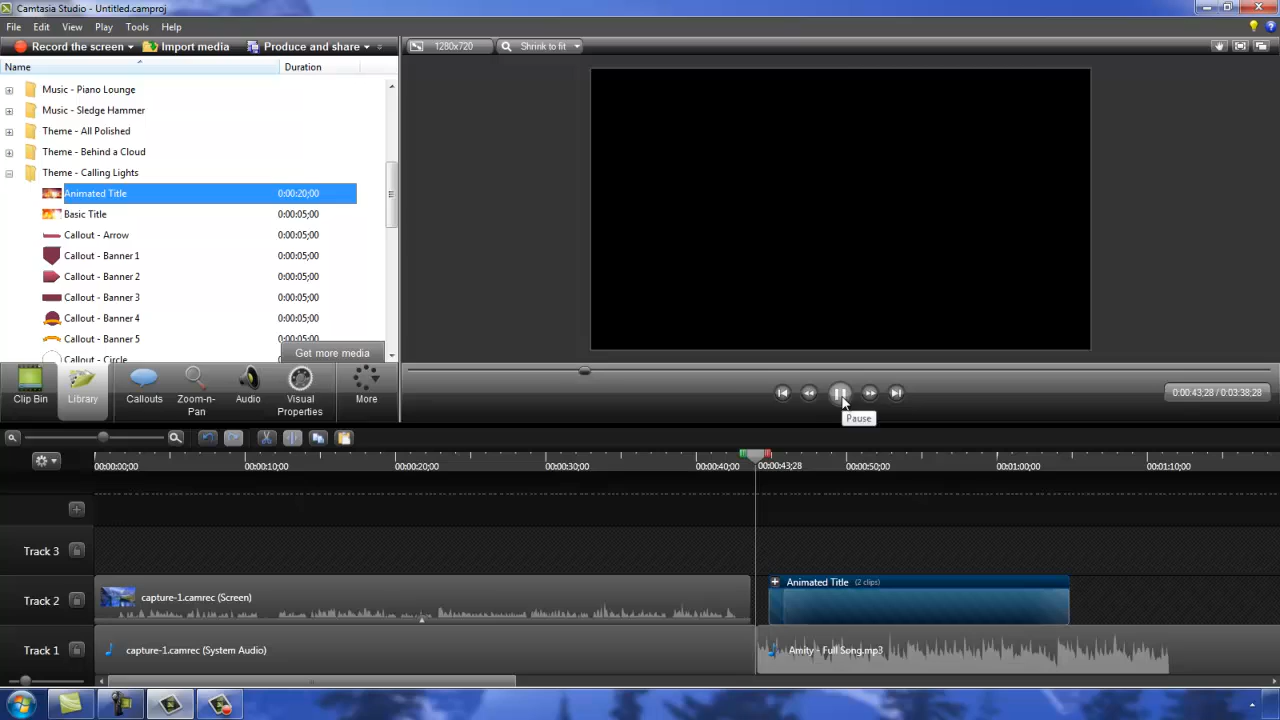 Camtasia Studio - Untitled.camproj
File Edit View Play Tools Help
Record the screen Import media Produce and share
1280x720 Shrink to fit
Name Duration
Music - Piano Lounge
Music - Sledge Hammer
Theme - All Polished
Theme - Behind a Cloud
Theme - Calling Lights
Animated Title 0:00:20;00
Basic Title 0:00:05;00
Callout - Arrow 0:00:05;00
Callout - Banner 1 0:00:05;00
Callout - Banner 2 0:00:05;00
Callout - Banner 3 0:00:05;00
Callout - Banner 4 0:00:05;00
Callout - Banner 5 0:00:05;00
Callout - Circle
Get more media
Clip Bin Library Callouts Zoom-n-Pan Audio Visual Properties More
0:00:43;28 / 0:03:38;28
Pause
00:00:00;00 00:00:10;00 00:00:20;00 00:00:30;00 00:00:40;00 00:00:43;28 00:00:50;00 00:01:00;00 00:01:10;00
Track 3
Track 2 capture-1.camrec (Screen) Animated Title (2 clips)
Track 1 capture-1.camrec (System Audio) Amity - Full Song.mp3